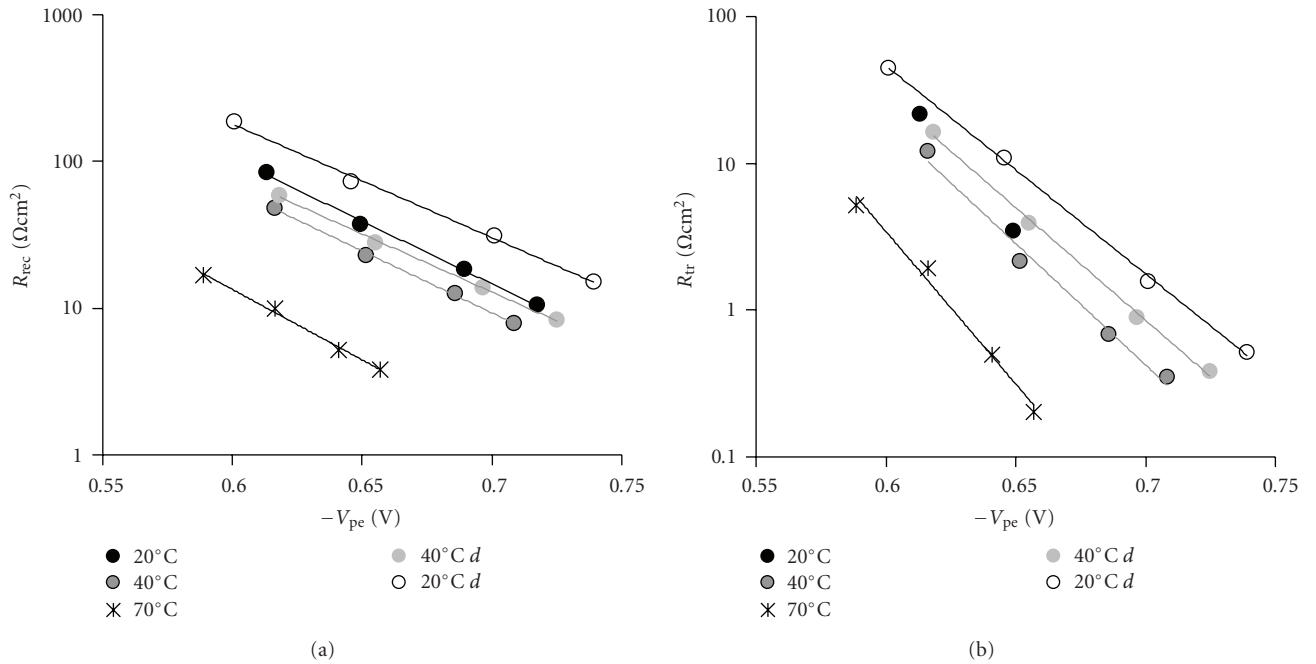 1000
100
10
1
R_rec (Ωcm²)
0.55 0.6 0.65 0.7 0.75
−V_pe (V)
20°C
40°C
70°C
40°C d
20°C d
(a)
100
10
1
0.1
R_tr (Ωcm²)
0.55 0.6 0.65 0.7 0.75
−V_pe (V)
20°C
40°C
70°C
40°C d
20°C d
(b)